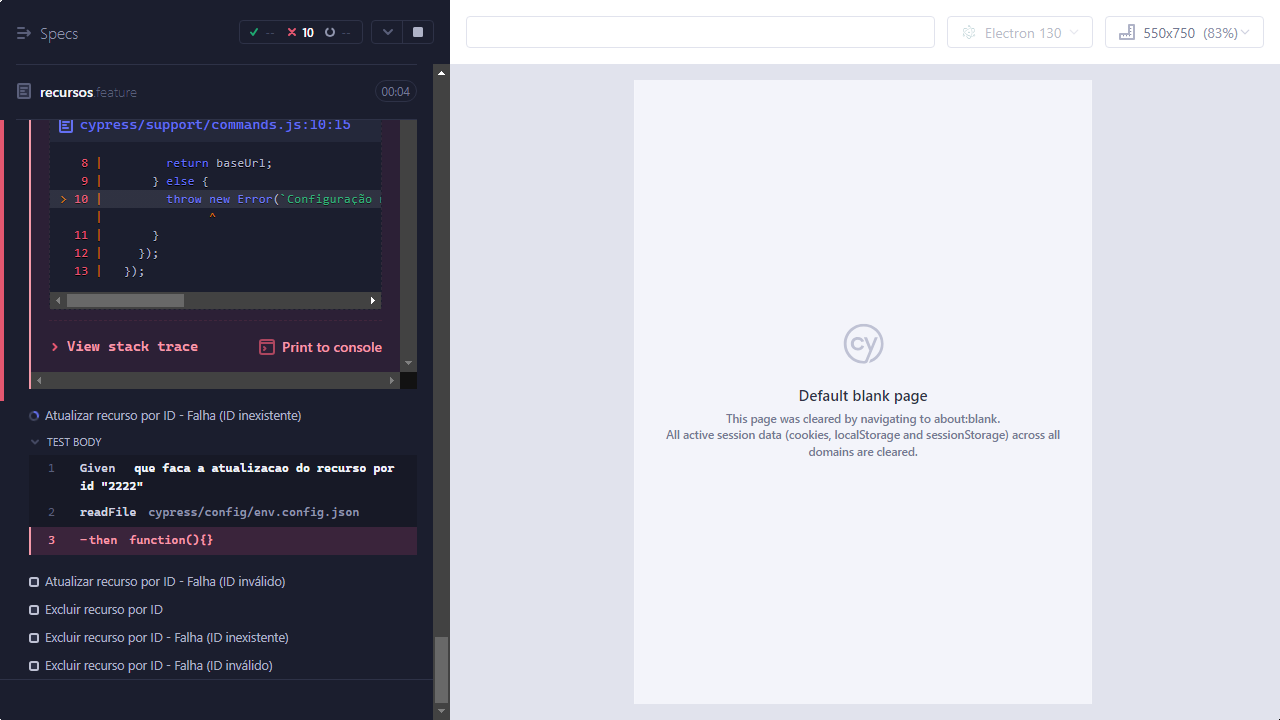 Specs
-- 10 --
Electron 130
550x750 (83%)
recursos.feature
00:04
cypress/support/commands.js:10:15
8 | return baseUrl;
9 | } else {
> 10 | throw new Error(`Configuração
| ^
11 | }
12 | });
13 | });
View stack trace
Print to console
Atualizar recurso por ID - Falha (ID inexistente)
TEST BODY
1 Given que faca a atualizacao do recurso por
id "2222"
2 readFile cypress/config/env.config.json
3 -then function(){}
Atualizar recurso por ID - Falha (ID inválido)
Excluir recurso por ID
Excluir recurso por ID - Falha (ID inexistente)
Excluir recurso por ID - Falha (ID inválido)
cy
Default blank page
This page was cleared by navigating to about:blank.
All active session data (cookies, localStorage and sessionStorage) across all
domains are cleared.